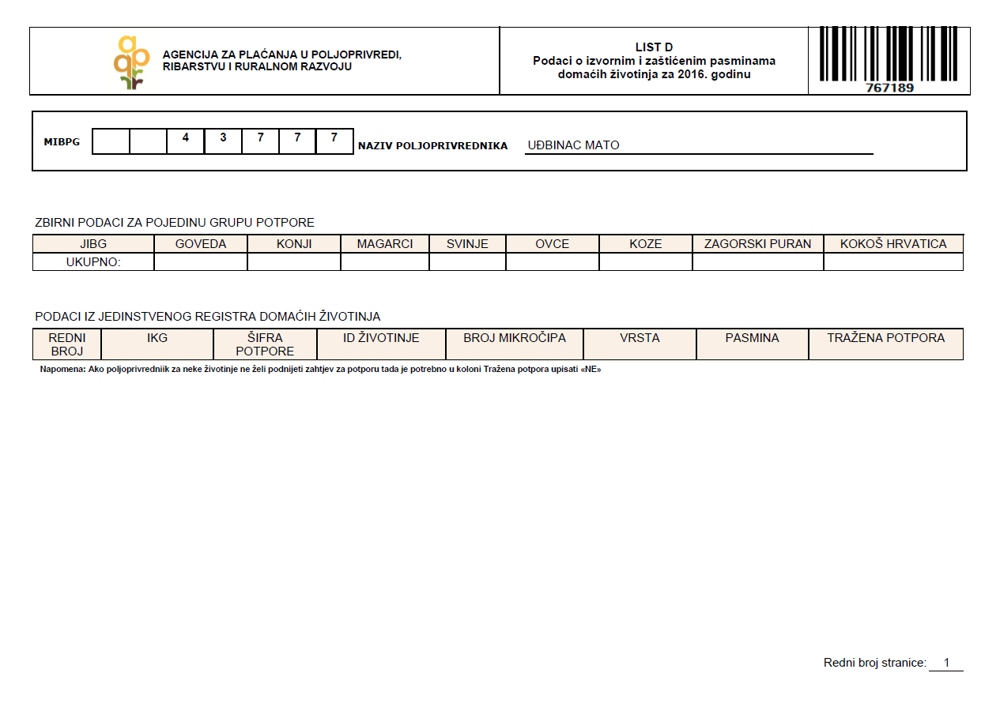 AGENCIJA ZA PLAĆANJA U POLJOPRIVREDI,
RIBARSTVU I RURALNOM RAZVOJU
LIST D
Podaci o izvornim i zaštićenim pasminama
domaćih životinja za 2016. godinu
767189
MIBPG 4 3 7 7 7 NAZIV POLJOPRIVREDNIKA UĐBINAC MATO
ZBIRNI PODACI ZA POJEDINU GRUPU POTPORE
JIBG GOVEDA KONJI MAGARCI SVINJE OVCE KOZE ZAGORSKI PURAN KOKOŠ HRVATICA
UKUPNO:
PODACI IZ JEDINSTVENOG REGISTRA DOMAĆIH ŽIVOTINJA
REDNI BROJ IKG ŠIFRA POTPORE ID ŽIVOTINJE BROJ MIKROČIPA VRSTA PASMINA TRAŽENA POTPORA
Napomena: Ako poljoprivredniik za neke životinje ne želi podnijeti zahtjev za potporu tada je potrebno u koloni Tražena potpora upisati «NE»
Redni broj stranice: 1